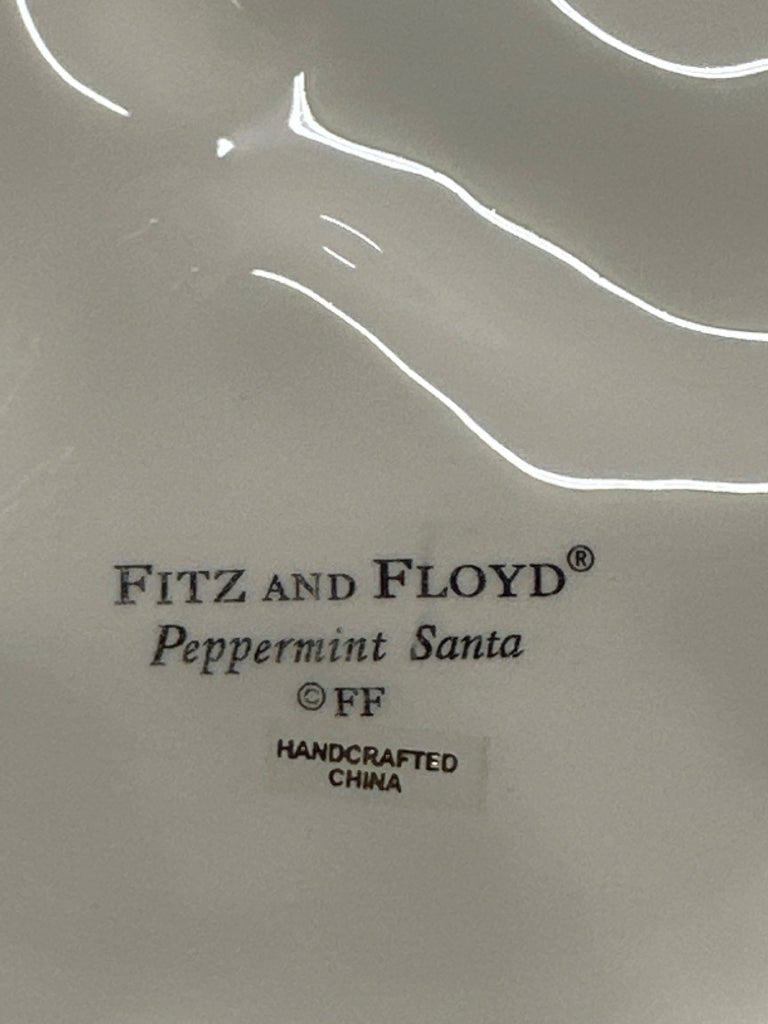 FITZ AND FLOYD®
Peppermint Santa
©FF
HANDCRAFTED
CHINA